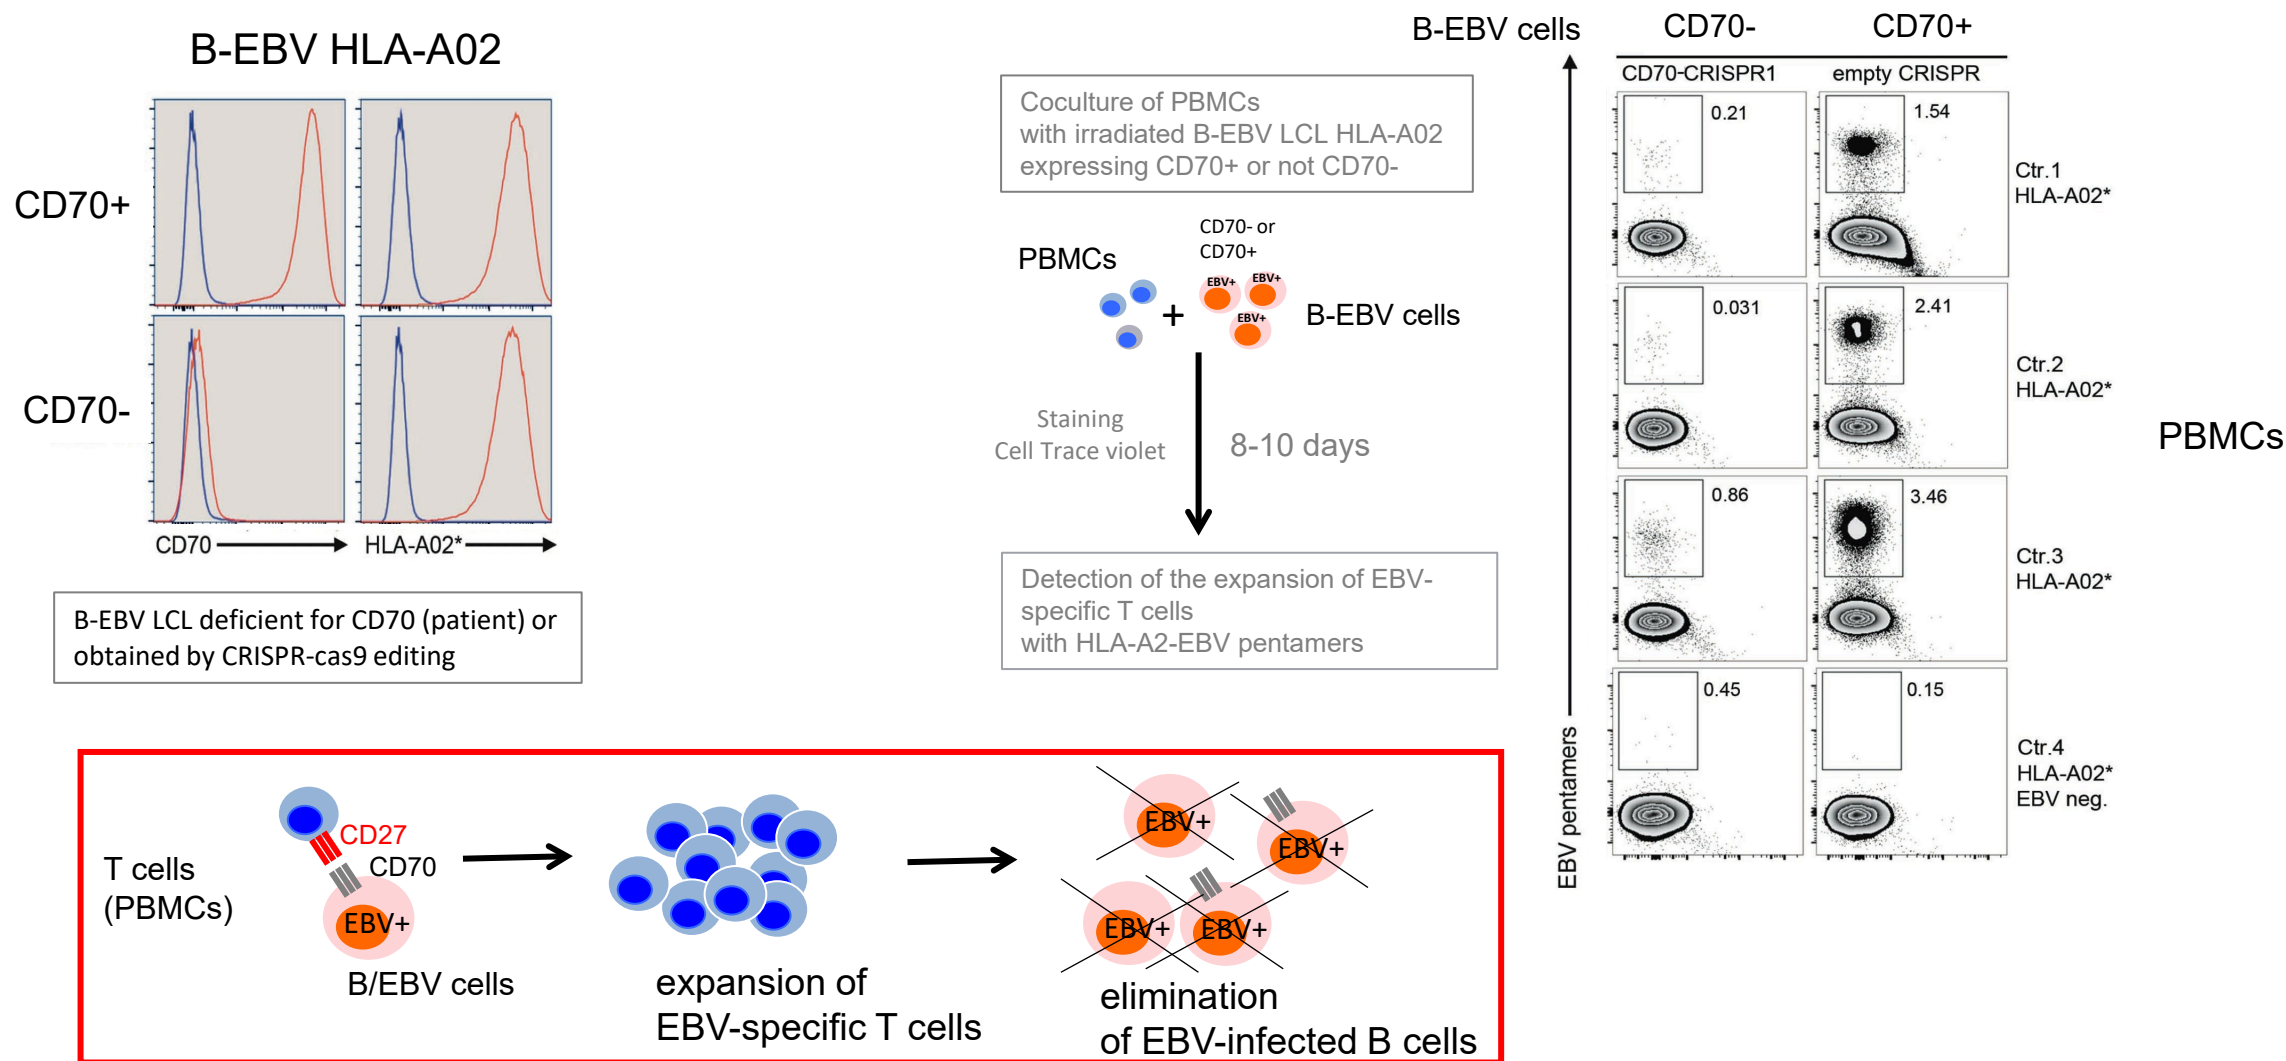 B-EBV HLA-A02
CD70+
CD70-
CD70
HLA-A02*
B-EBV LCL deficient for CD70 (patient) or
obtained by CRISPR-cas9 editing
Coculture of PBMCs
with irradiated B-EBV LCL HLA-A02
expressing CD70+ or not CD70-
PBMCs
+
CD70- or
CD70+
EBV+
EBV+
EBV+
B-EBV cells
Staining
Cell Trace violet
8-10 days
Detection of the expansion of EBV-
specific T cells
with HLA-A2-EBV pentamers
B-EBV cells
CD70-
CD70+
CD70-CRISPR1
empty CRISPR
0.21
1.54
Ctr.1
HLA-A02*
0.031
2.41
Ctr.2
HLA-A02*
0.86
3.46
Ctr.3
HLA-A02*
0.45
0.15
Ctr.4
HLA-A02*
EBV neg.
EBV pentamers
PBMCs
T cells
(PBMCs)
CD27
CD70
EBV+
B/EBV cells
expansion of
EBV-specific T cells
EBV+
EBV+
EBV+
EBV+
elimination
of EBV-infected B cells